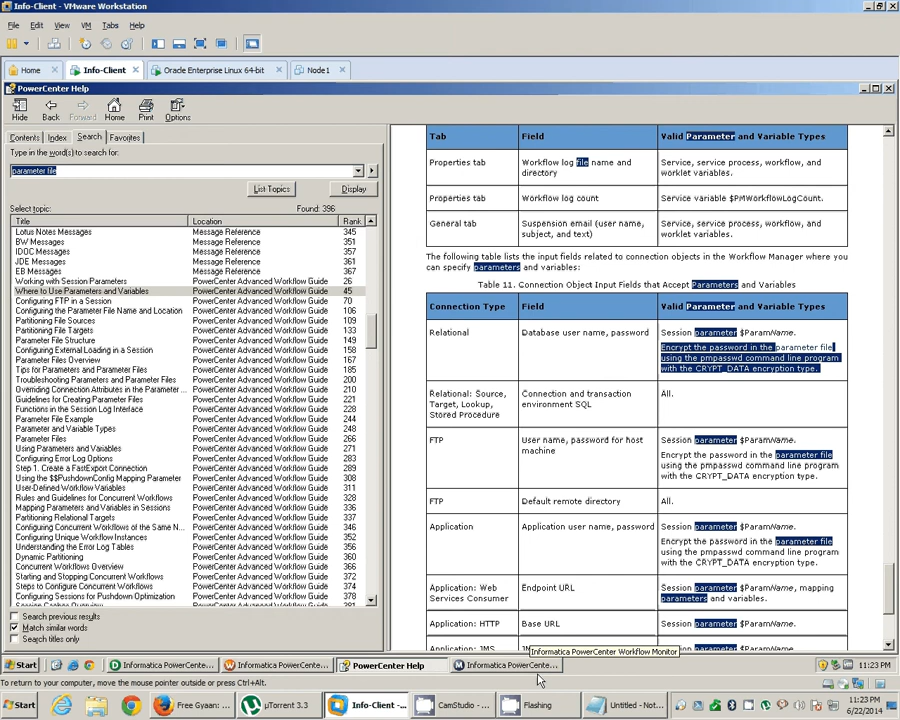 Info-Client - VMware Workstation
File Edit View VM Tabs Help
Home Info-Client Oracle Enterprise Linux 64-bit Node1
PowerCenter Help
Hide Back Forward Home Print Options
Contents Index Search Favorites
Type in the word(s) to search for:
parameter file
List Topics Display
Select topic: Found: 396
Title Location Rank
Lotus Notes Messages Message Reference 345
BW Messages Message Reference 351
IDOC Messages Message Reference 352
JDE Messages Message Reference 361
EB Messages Message Reference 367
Working with Session Parameters PowerCenter Advanced Workflow Guide 26
Where to Use Parameters and Variables PowerCenter Advanced Workflow Guide 45
Configuring FTP in a Session PowerCenter Advanced Workflow Guide 70
Configuring the Parameter File Name and Location PowerCenter Advanced Workflow Guide 106
Partitioning File Sources PowerCenter Advanced Workflow Guide 109
Partitioning File Targets PowerCenter Advanced Workflow Guide 133
Parameter File Structure PowerCenter Advanced Workflow Guide 149
Configuring External Loading in a Session PowerCenter Advanced Workflow Guide 158
Parameter Files Overview PowerCenter Advanced Workflow Guide 167
Tips for Parameters and Parameter Files PowerCenter Advanced Workflow Guide 185
Troubleshooting Parameters and Parameter Files PowerCenter Advanced Workflow Guide 200
Overriding Connection Attributes in the Parameter ... PowerCenter Advanced Workflow Guide 210
Guidelines for Creating Parameter Files PowerCenter Advanced Workflow Guide 221
Functions in the Session Log Interface PowerCenter Advanced Workflow Guide 228
Parameter File Example PowerCenter Advanced Workflow Guide 244
Parameter and Variable Types PowerCenter Advanced Workflow Guide 248
Parameter Files PowerCenter Advanced Workflow Guide 266
Using Parameters and Variables PowerCenter Advanced Workflow Guide 271
Configuring Error Log Options PowerCenter Advanced Workflow Guide 283
Step 1. Create a FastExport Connection PowerCenter Advanced Workflow Guide 289
Using the $$PushdownConfig Mapping Parameter PowerCenter Advanced Workflow Guide 308
User-Defined Workflow Variables PowerCenter Advanced Workflow Guide 311
Rules and Guidelines for Concurrent Workflows PowerCenter Advanced Workflow Guide 328
Mapping Parameters and Variables in Sessions PowerCenter Advanced Workflow Guide 336
Partitioning Relational Targets PowerCenter Advanced Workflow Guide 337
Configuring Concurrent Workflows of the Same N... PowerCenter Advanced Workflow Guide 346
Configuring Unique Workflow Instances PowerCenter Advanced Workflow Guide 352
Understanding the Error Log Tables PowerCenter Advanced Workflow Guide 356
Dynamic Partitioning PowerCenter Advanced Workflow Guide 360
Concurrent Workflows Overview PowerCenter Advanced Workflow Guide 366
Starting and Stopping Concurrent Workflows PowerCenter Advanced Workflow Guide 372
Steps to Configure Concurrent Workflows PowerCenter Advanced Workflow Guide 374
Configuring Sessions for Pushdown Optimization PowerCenter Advanced Workflow Guide 378
Search previous results
Match similar words
Search titles only
Tab Field Valid Parameter and Variable Types
Properties tab Workflow log file name and Service, service process, workflow, and
directory worklet variables.
Properties tab Workflow log count Service variable $PMWorkflowLogCount.
General tab Suspension email (user name, Service, service process, workflow, and
subject, and text) worklet variables.
The following table lists the input fields related to connection objects in the Workflow Manager where you
can specify parameters and variables:
Table 11. Connection Object Input Fields that Accept Parameters and Variables
Connection Type Field Valid Parameter and Variable Types
Relational Database user name, password Session parameter $ParamName.
Encrypt the password in the parameter file
using the pmpasswd command line program
with the CRYPT_DATA encryption type.
Relational: Source, Connection and transaction All.
Target, Lookup, environment SQL
Stored Procedure
FTP User name, password for host Session parameter $ParamName.
machine
Encrypt the password in the parameter file
using the pmpasswd command line program
with the CRYPT_DATA encryption type.
FTP Default remote directory All.
Application Application user name, password Session parameter $ParamName.
Encrypt the password in the parameter file
using the pmpasswd command line program
with the CRYPT_DATA encryption type.
Application: Web Endpoint URL Session parameter $ParamName, mapping
Services Consumer parameters and variables.
Application: HTTP Base URL Session parameter $ParamName.
Informatica PowerCenter Workflow Monitor
Start Informatica PowerCente... Informatica PowerCente... PowerCenter Help Informatica PowerCente... 11:23 PM
To return to your computer, move the mouse pointer outside or press Ctrl+Alt.
Start Free Gyaan: ... µTorrent 3.3 Info-Client -... CamStudio - ... Flashing Untitled - Not... 11:23 PM
6/22/2014